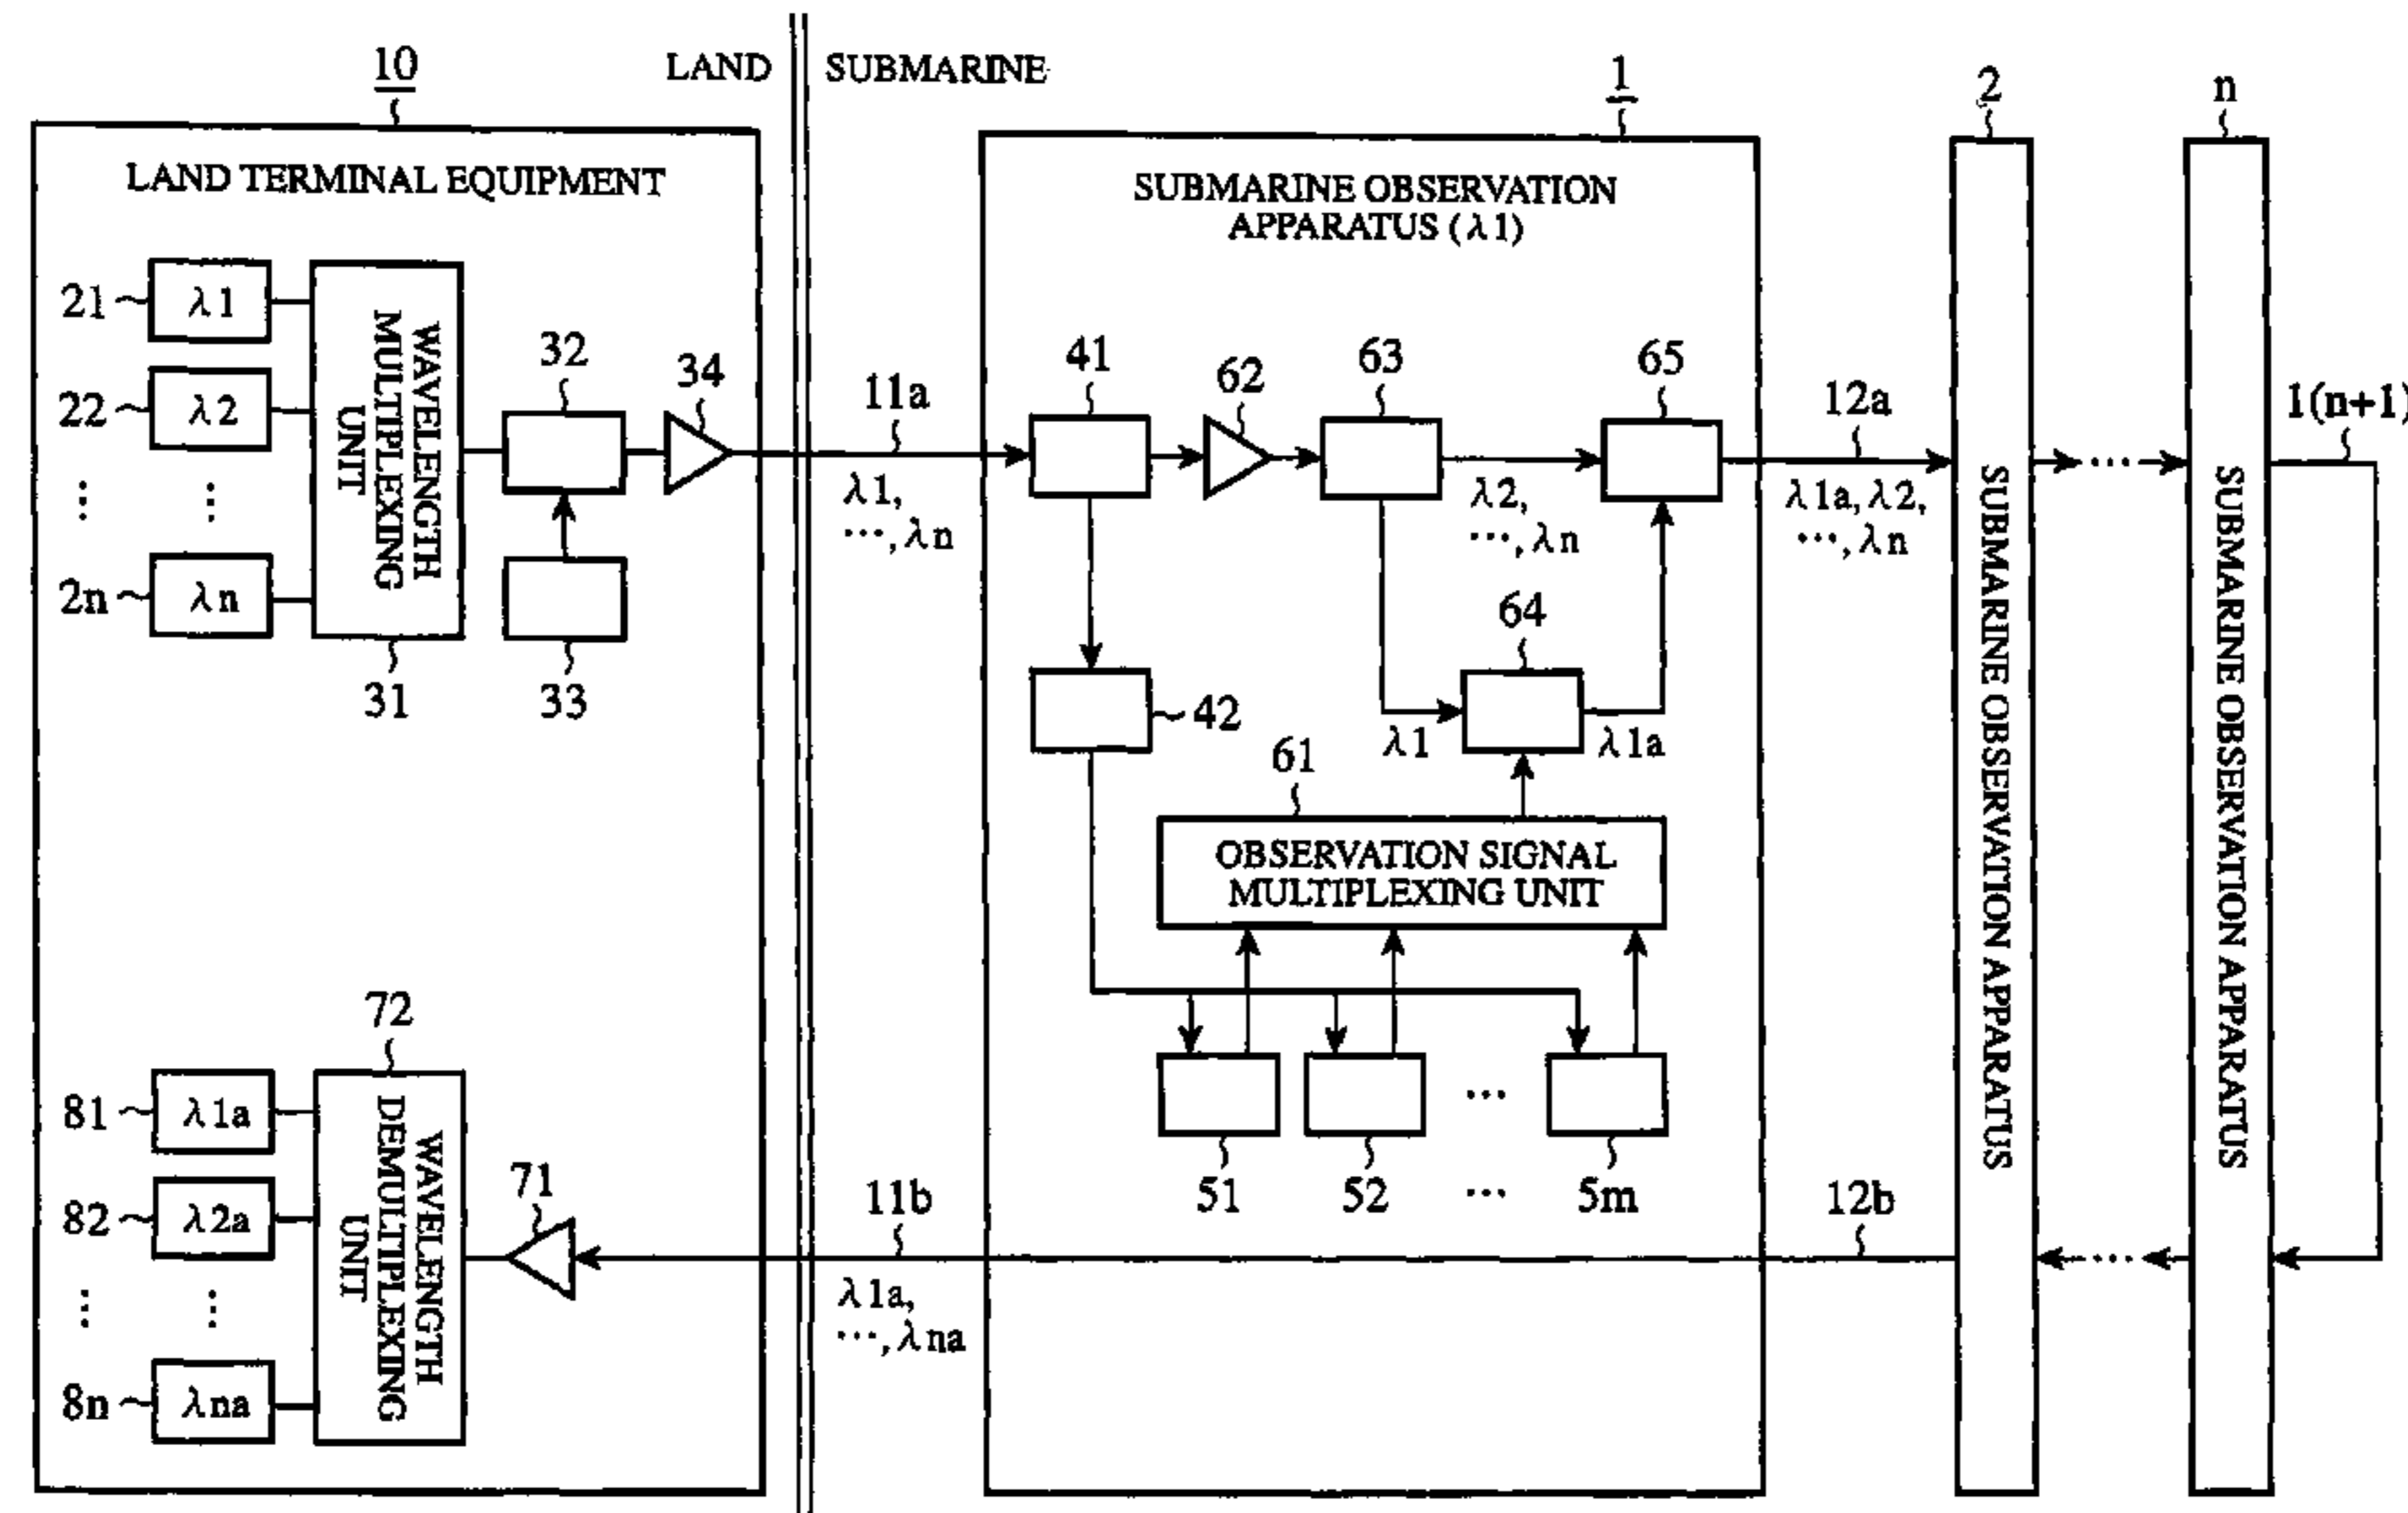 10
LAND
SUBMARINE
1
2
n
LAND TERMINAL EQUIPMENT
SUBMARINE OBSERVATION
APPARATUS (λ1)
21
λ1
22
λ2
⋮
⋮
2n
λn
WAVELENGTH
MULTIPLEXING
UNIT
31
32
33
34
11a
λ1,
…, λn
41
62
63
65
λ2,
…, λn
12a
λ1a, λ2,
…, λn
…
1(n+1)
42
64
λ1
λ1a
61
OBSERVATION SIGNAL
MULTIPLEXING UNIT
…
51
52
…
5m
SUBMARINE OBSERVATION APPARATUS
SUBMARINE OBSERVATION APPARATUS
72
81
λ1a
82
λ2a
⋮
⋮
8n
λna
WAVELENGTH
DEMULTIPLEXING
UNIT
71
11b
λ1a,
…, λna
12b
…